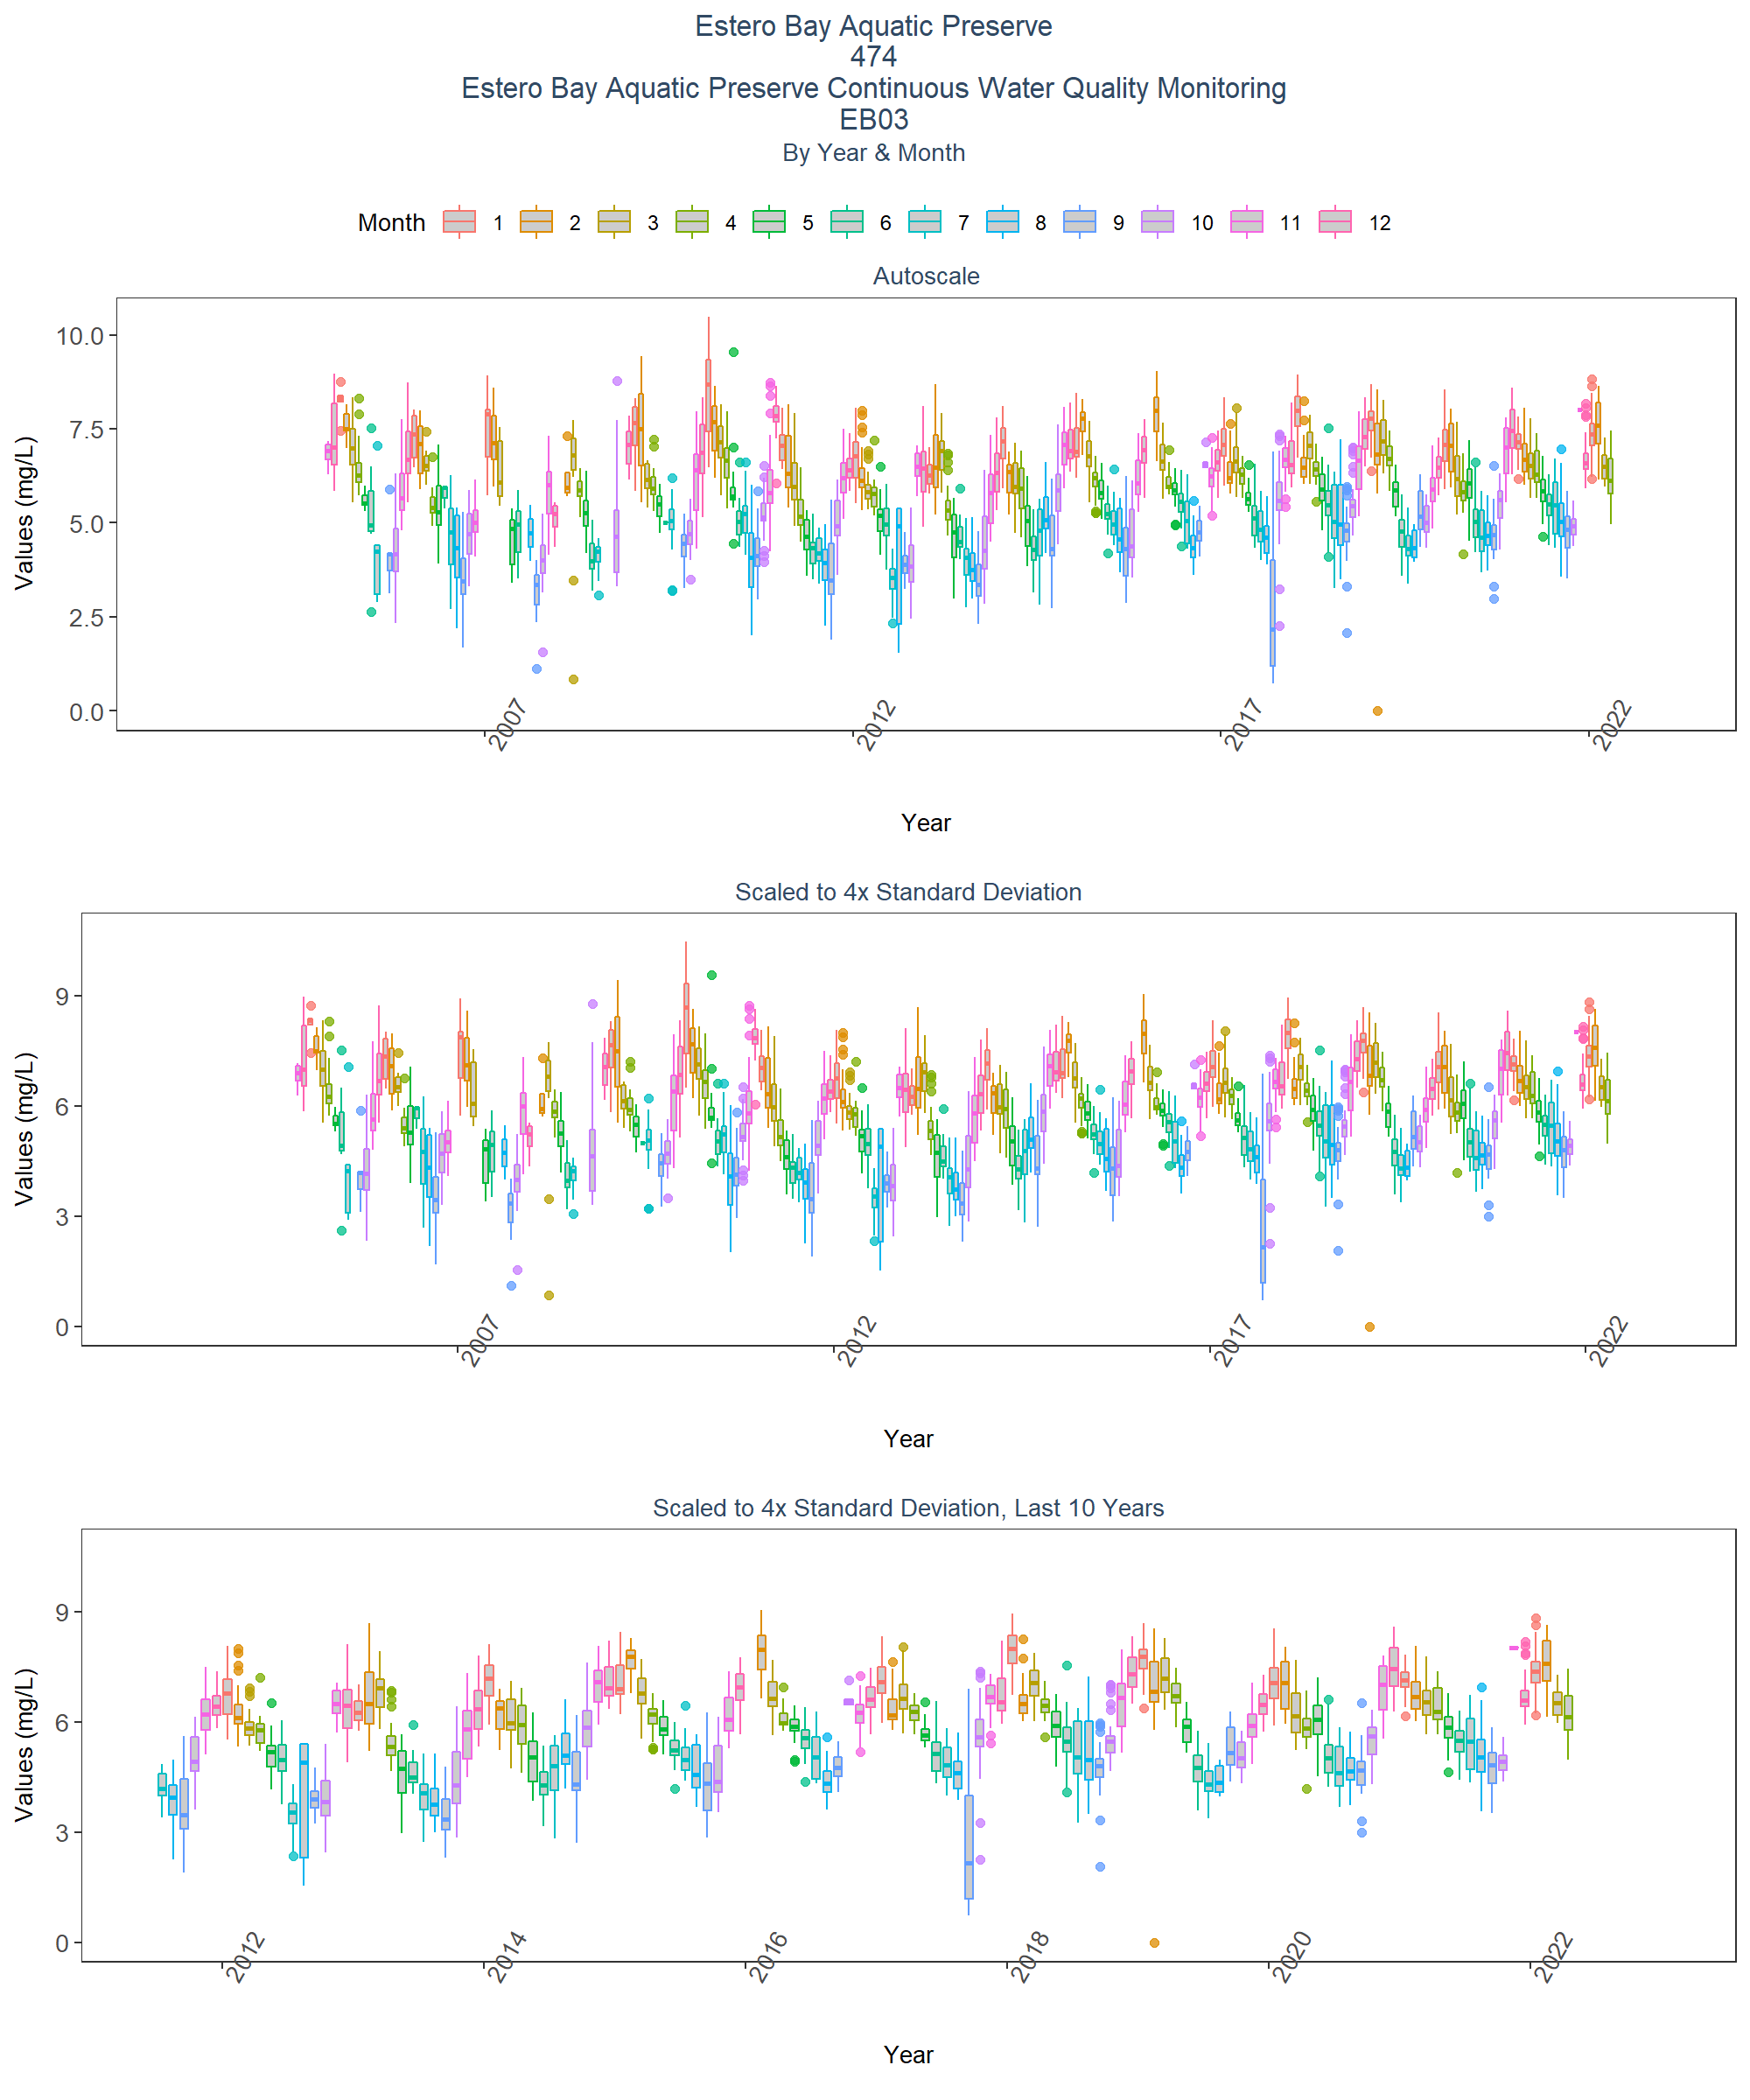 Estero Bay Aquatic Preserve
474
Estero Bay Aquatic Preserve Continuous Water Quality Monitoring
EB03
By Year & Month
Month 1 2 3 4 5 6 7 8 9 10 11 12
Autoscale
Values (mg/L)
10.0
7.5
5.0
2.5
0.0
2007 2012 2017 2022
Year
Scaled to 4x Standard Deviation
Values (mg/L)
9
6
3
0
2007 2012 2017 2022
Year
Scaled to 4x Standard Deviation, Last 10 Years
Values (mg/L)
9
6
3
0
2012 2014 2016 2018 2020 2022
Year